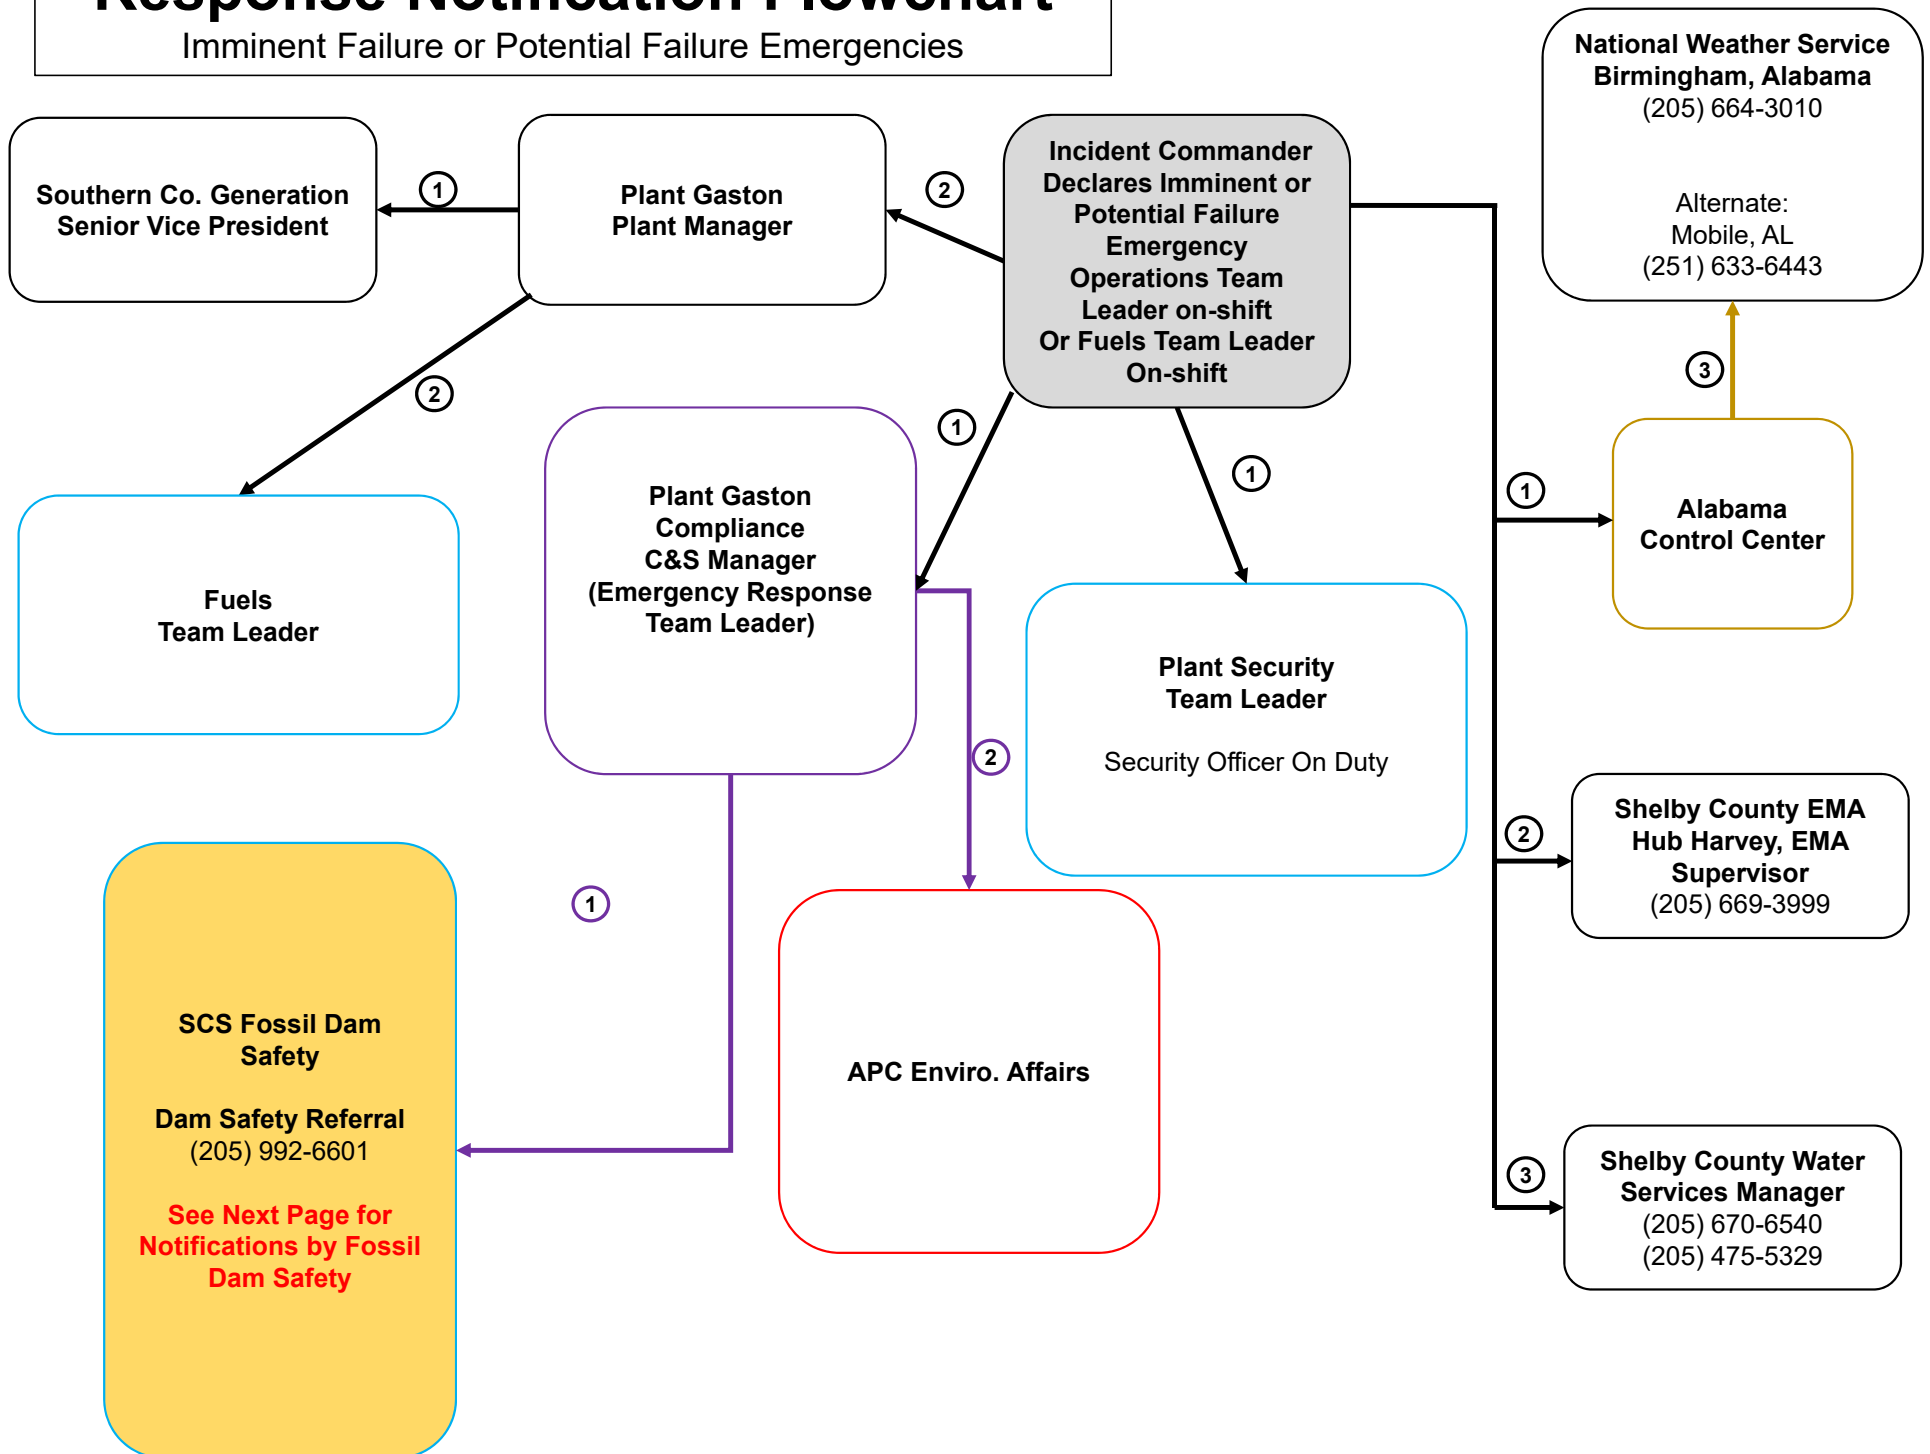 Response Notification Flowchart
Imminent Failure or Potential Failure Emergencies
National Weather Service
Birmingham, Alabama
(205) 664-3010
Alternate:
Mobile, AL
(251) 633-6443
Southern Co. Generation
Senior Vice President
1
Plant Gaston
Plant Manager
2
Incident Commander
Declares Imminent or
Potential Failure
Emergency
Operations Team
Leader on-shift
Or Fuels Team Leader
On-shift
3
2
1
1
1
Alabama
Control Center
Fuels
Team Leader
Plant Gaston
Compliance
C&S Manager
(Emergency Response
Team Leader)
Plant Security
Team Leader
Security Officer On Duty
2
2
Shelby County EMA
Hub Harvey, EMA
Supervisor
(205) 669-3999
1
SCS Fossil Dam
Safety
Dam Safety Referral
(205) 992-6601
See Next Page for
Notifications by Fossil
Dam Safety
APC Enviro. Affairs
3
Shelby County Water
Services Manager
(205) 670-6540
(205) 475-5329